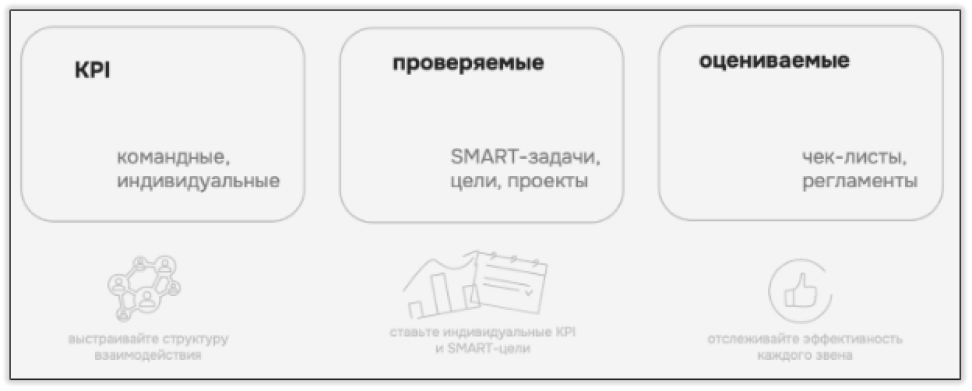 KPI
командные,
индивидуальные
проверяемые
SMART-задачи,
цели, проекты
оцениваемые
чек-листы,
регламенты
выстраивайте структуру
взаимодействия
ставьте индивидуальные KPI
и SMART-цели
отслеживайте эффективность
каждого звена